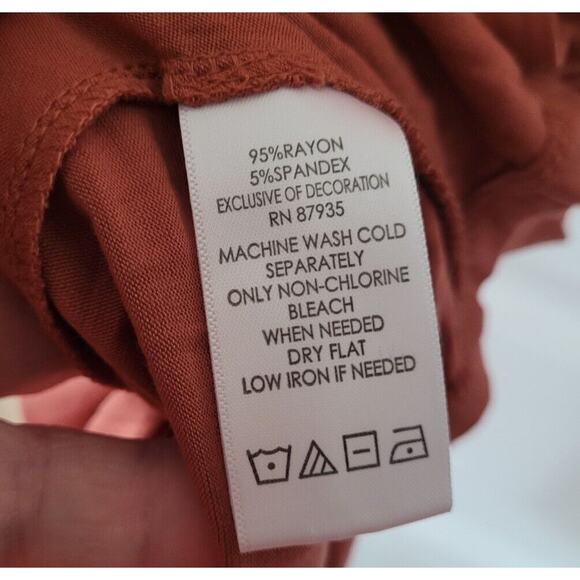 95%RAYON
5%SPANDEX
EXCLUSIVE OF DECORATION
RN 87935
MACHINE WASH COLD
SEPARATELY
ONLY NON-CHLORINE
BLEACH
WHEN NEEDED
DRY FLAT
LOW IRON IF NEEDED